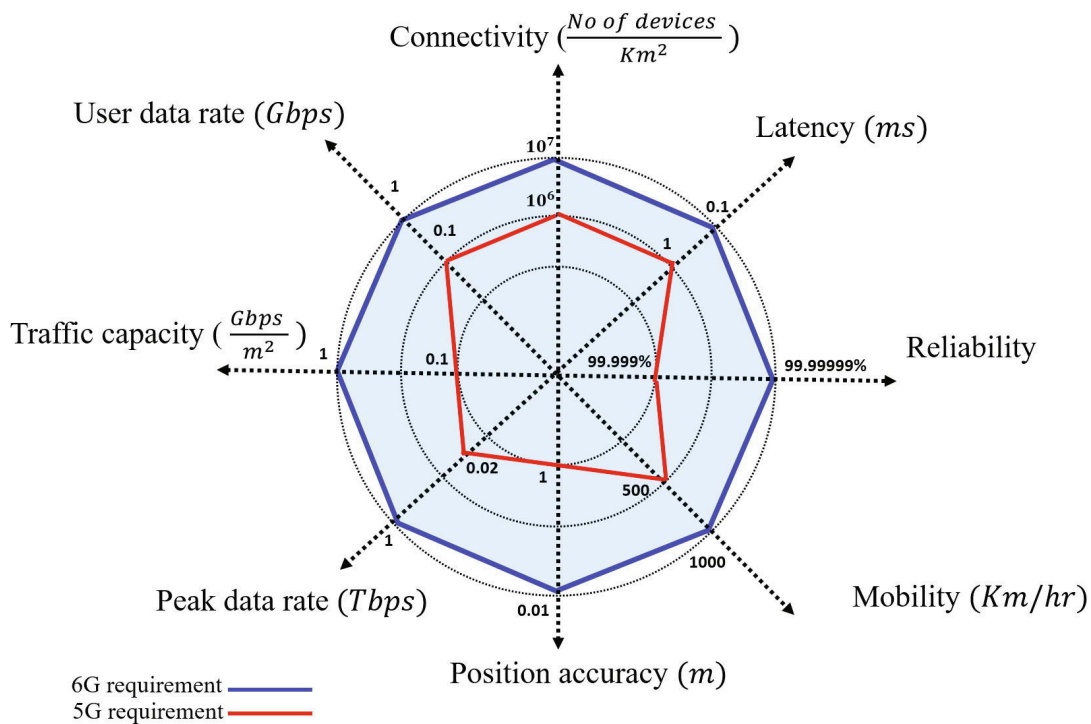 Connectivity (No of devices / Km²)
User data rate (Gbps)
Latency (ms)
10⁷
1
0.1
10⁶
0.1
1
Traffic capacity (Gbps / m²)
1
0.1
99.999%
99.99999%
Reliability
0.02
1
500
1
1000
Peak data rate (Tbps)
0.01
Mobility (Km/hr)
Position accuracy (m)
6G requirement
5G requirement